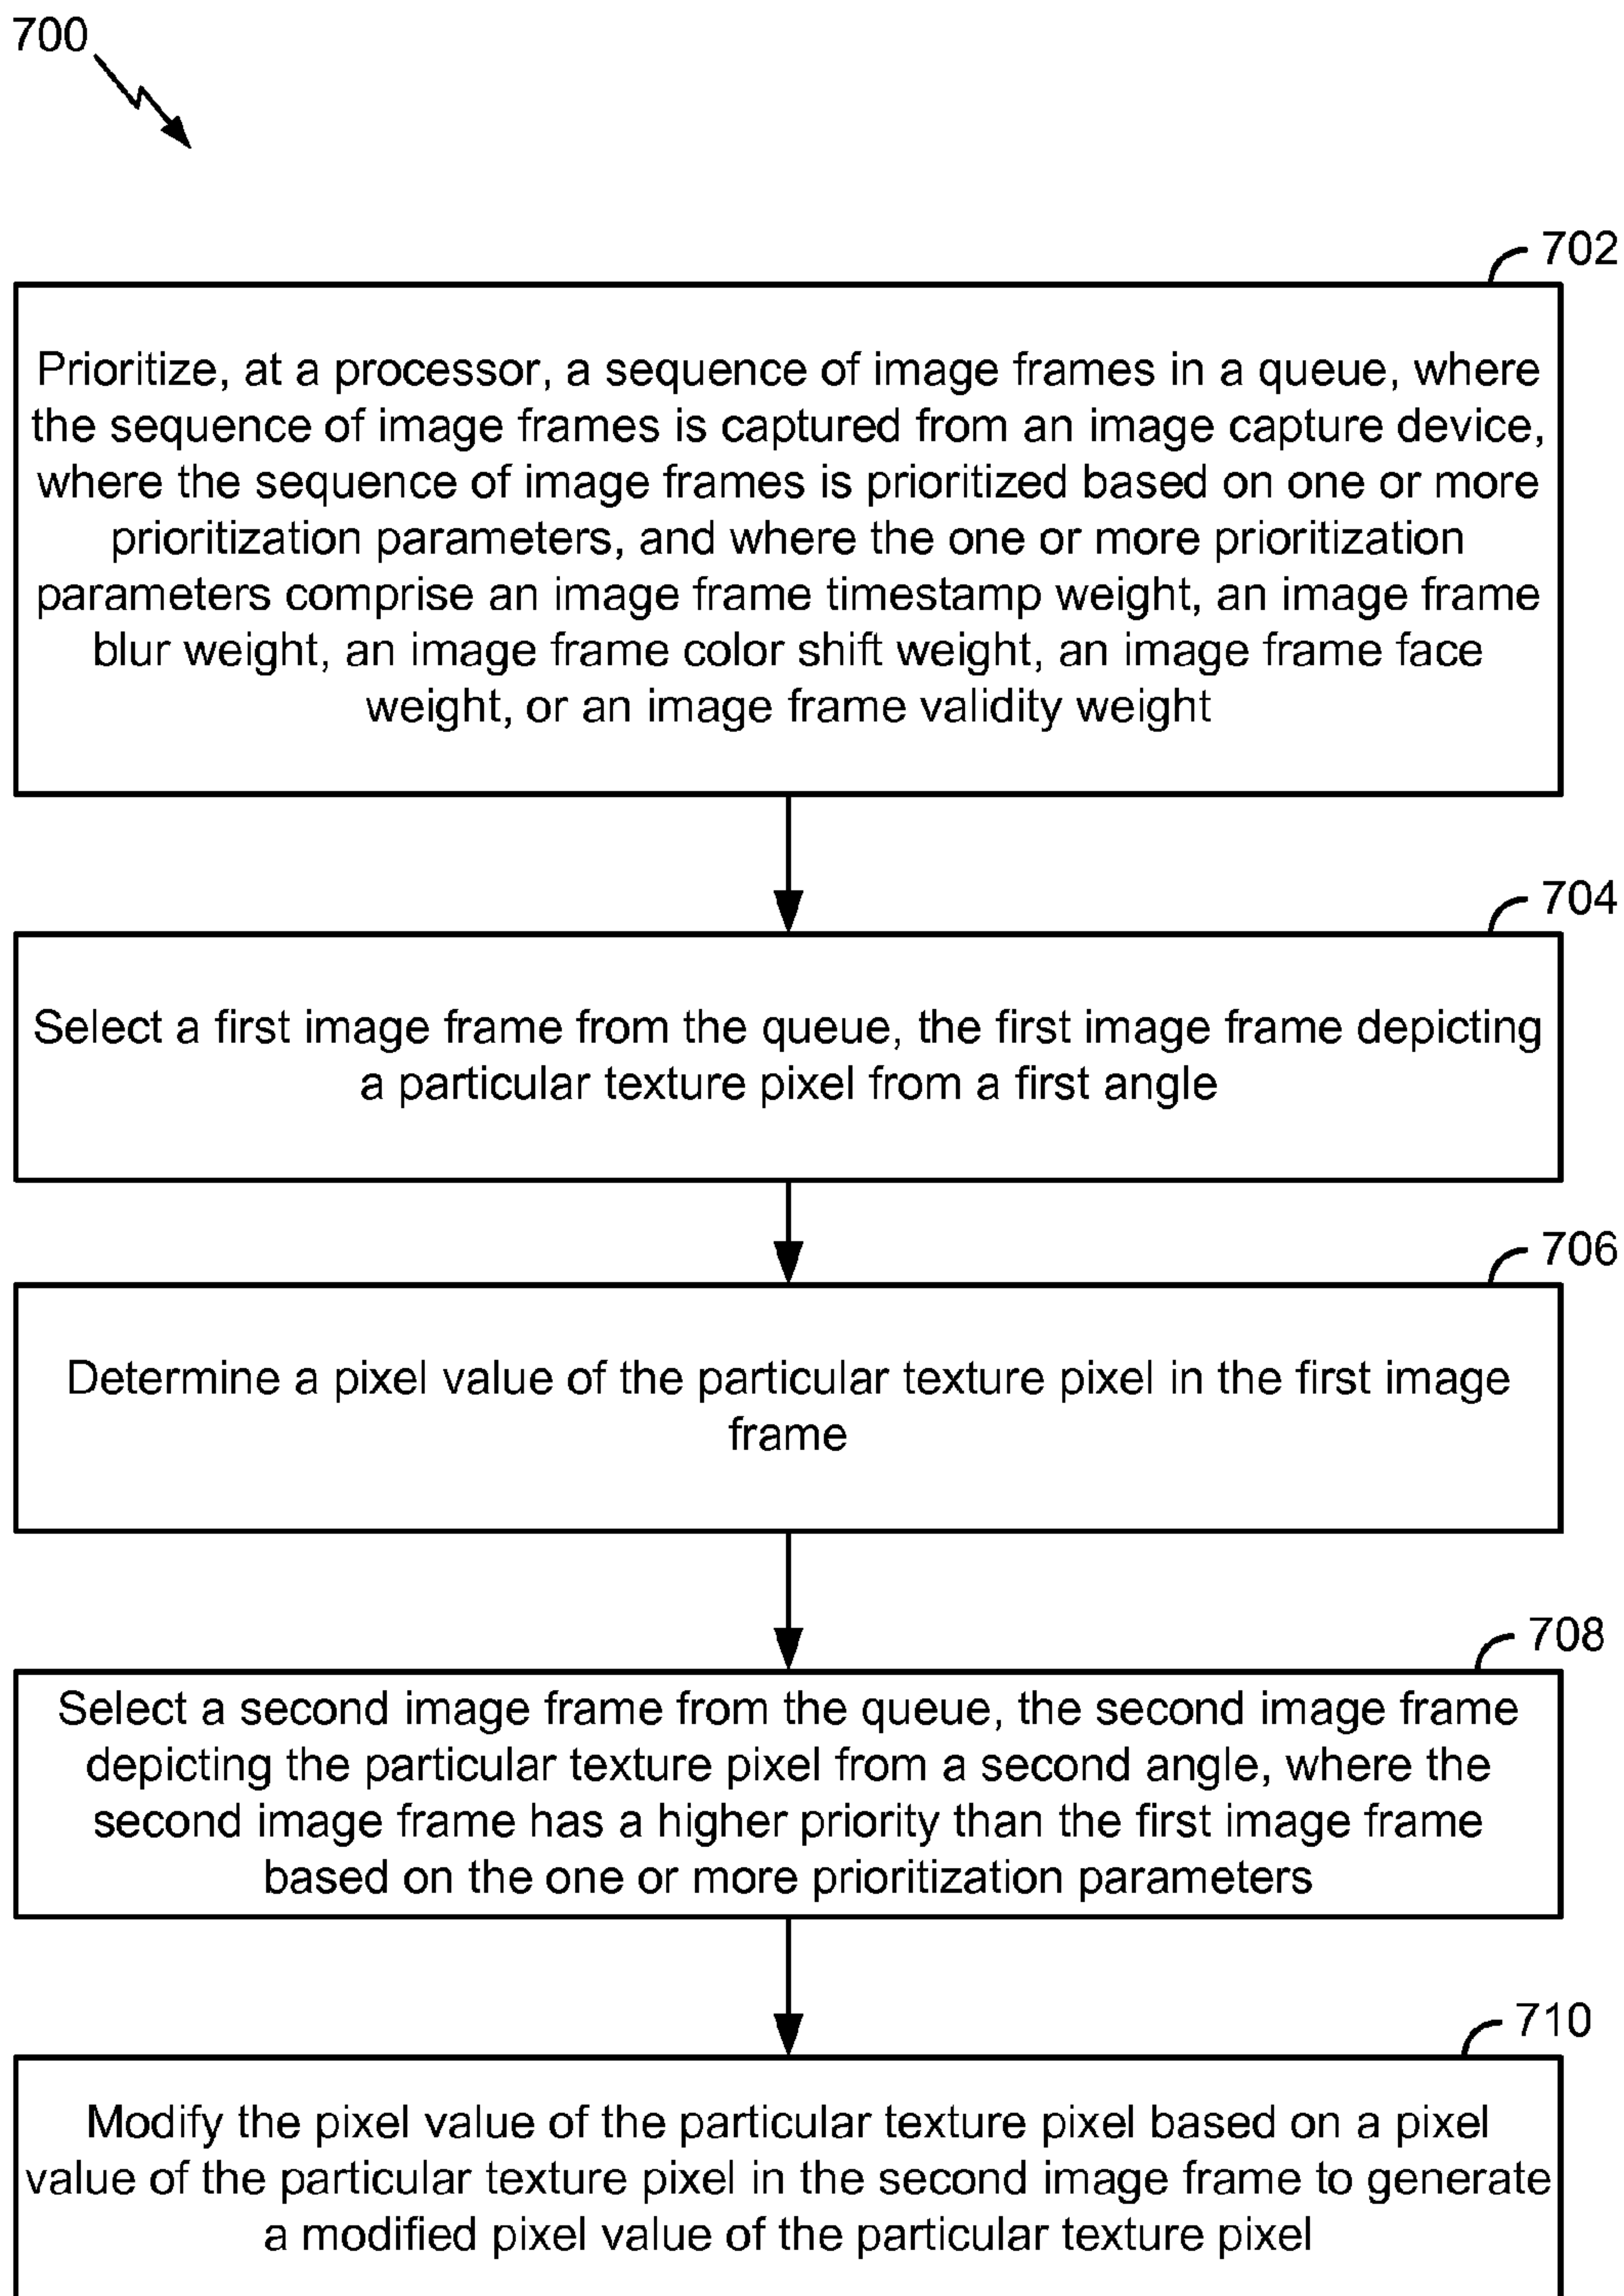 700
702
Prioritize, at a processor, a sequence of image frames in a queue, where
the sequence of image frames is captured from an image capture device,
where the sequence of image frames is prioritized based on one or more
prioritization parameters, and where the one or more prioritization
parameters comprise an image frame timestamp weight, an image frame
blur weight, an image frame color shift weight, an image frame face
weight, or an image frame validity weight
704
Select a first image frame from the queue, the first image frame depicting
a particular texture pixel from a first angle
706
Determine a pixel value of the particular texture pixel in the first image
frame
708
Select a second image frame from the queue, the second image frame
depicting the particular texture pixel from a second angle, where the
second image frame has a higher priority than the first image frame
based on the one or more prioritization parameters
710
Modify the pixel value of the particular texture pixel based on a pixel
value of the particular texture pixel in the second image frame to generate
a modified pixel value of the particular texture pixel